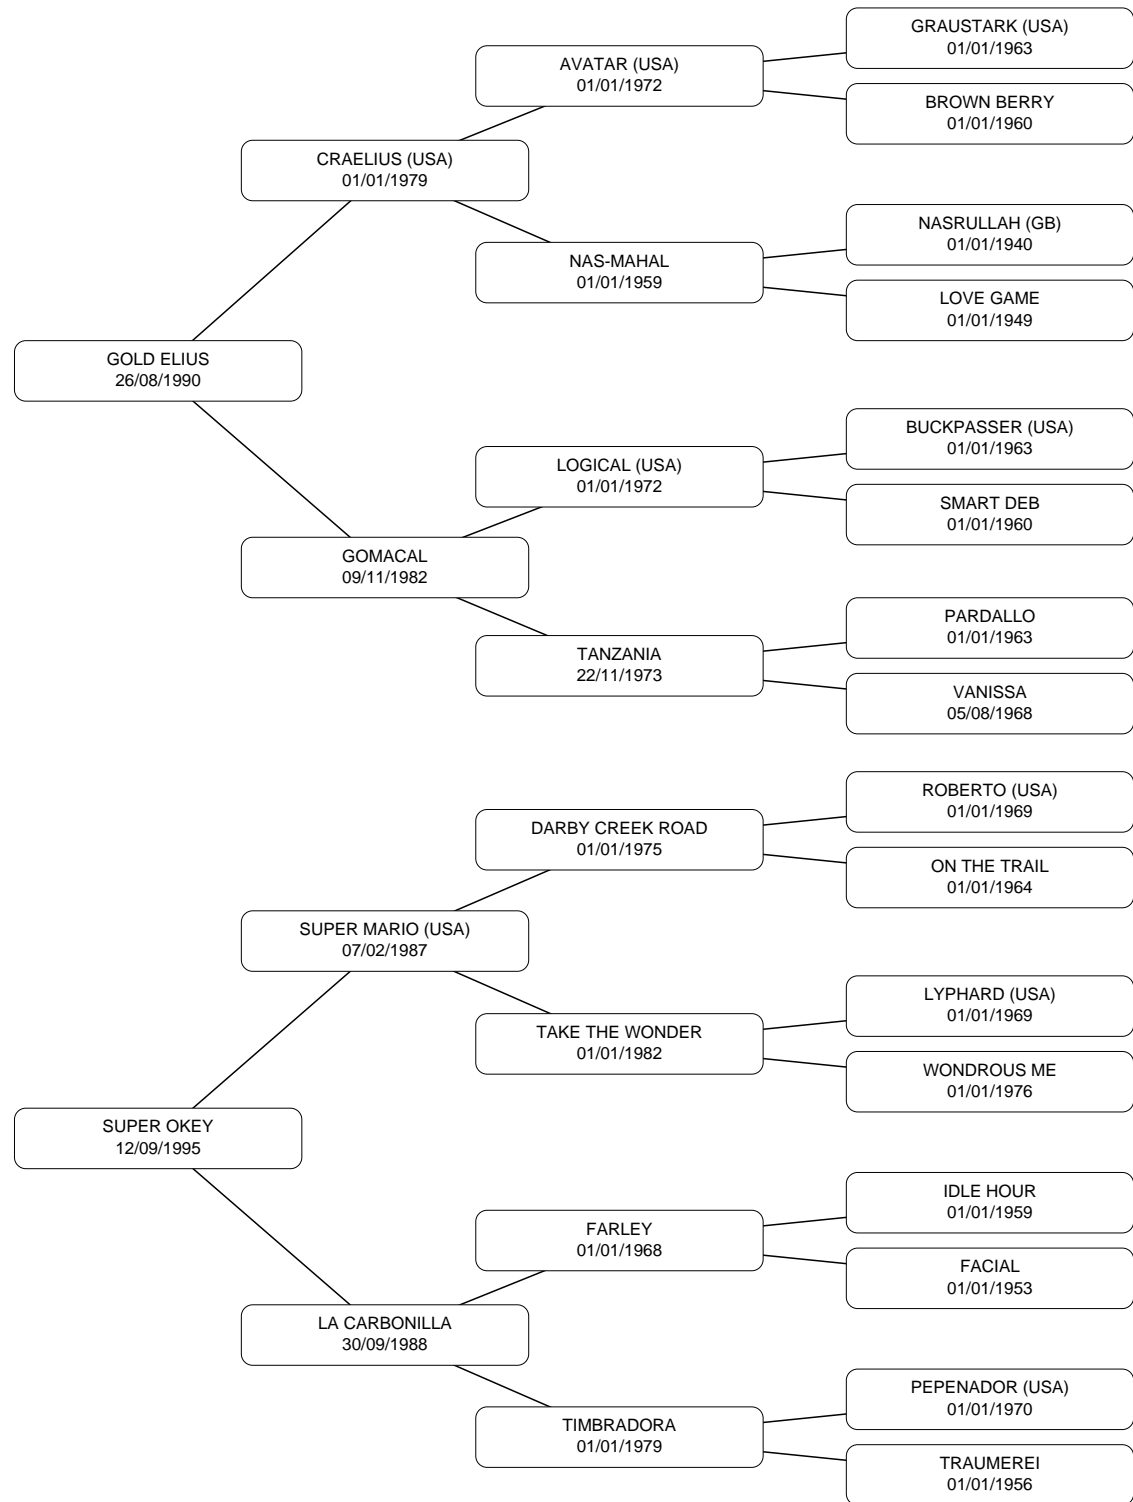 GRAUSTARK (USA)
01/01/1963
AVATAR (USA)
01/01/1972
BROWN BERRY
01/01/1960
CRAELIUS (USA)
01/01/1979
NASRULLAH (GB)
01/01/1940
NAS-MAHAL
01/01/1959
LOVE GAME
01/01/1949
GOLD ELIUS
26/08/1990
BUCKPASSER (USA)
01/01/1963
LOGICAL (USA)
01/01/1972
SMART DEB
01/01/1960
GOMACAL
09/11/1982
PARDALLO
01/01/1963
TANZANIA
22/11/1973
VANISSA
05/08/1968
ROBERTO (USA)
01/01/1969
DARBY CREEK ROAD
01/01/1975
ON THE TRAIL
01/01/1964
SUPER MARIO (USA)
07/02/1987
LYPHARD (USA)
01/01/1969
TAKE THE WONDER
01/01/1982
WONDROUS ME
01/01/1976
SUPER OKEY
12/09/1995
IDLE HOUR
01/01/1959
FARLEY
01/01/1968
FACIAL
01/01/1953
LA CARBONILLA
30/09/1988
PEPENADOR (USA)
01/01/1970
TIMBRADORA
01/01/1979
TRAUMEREI
01/01/1956